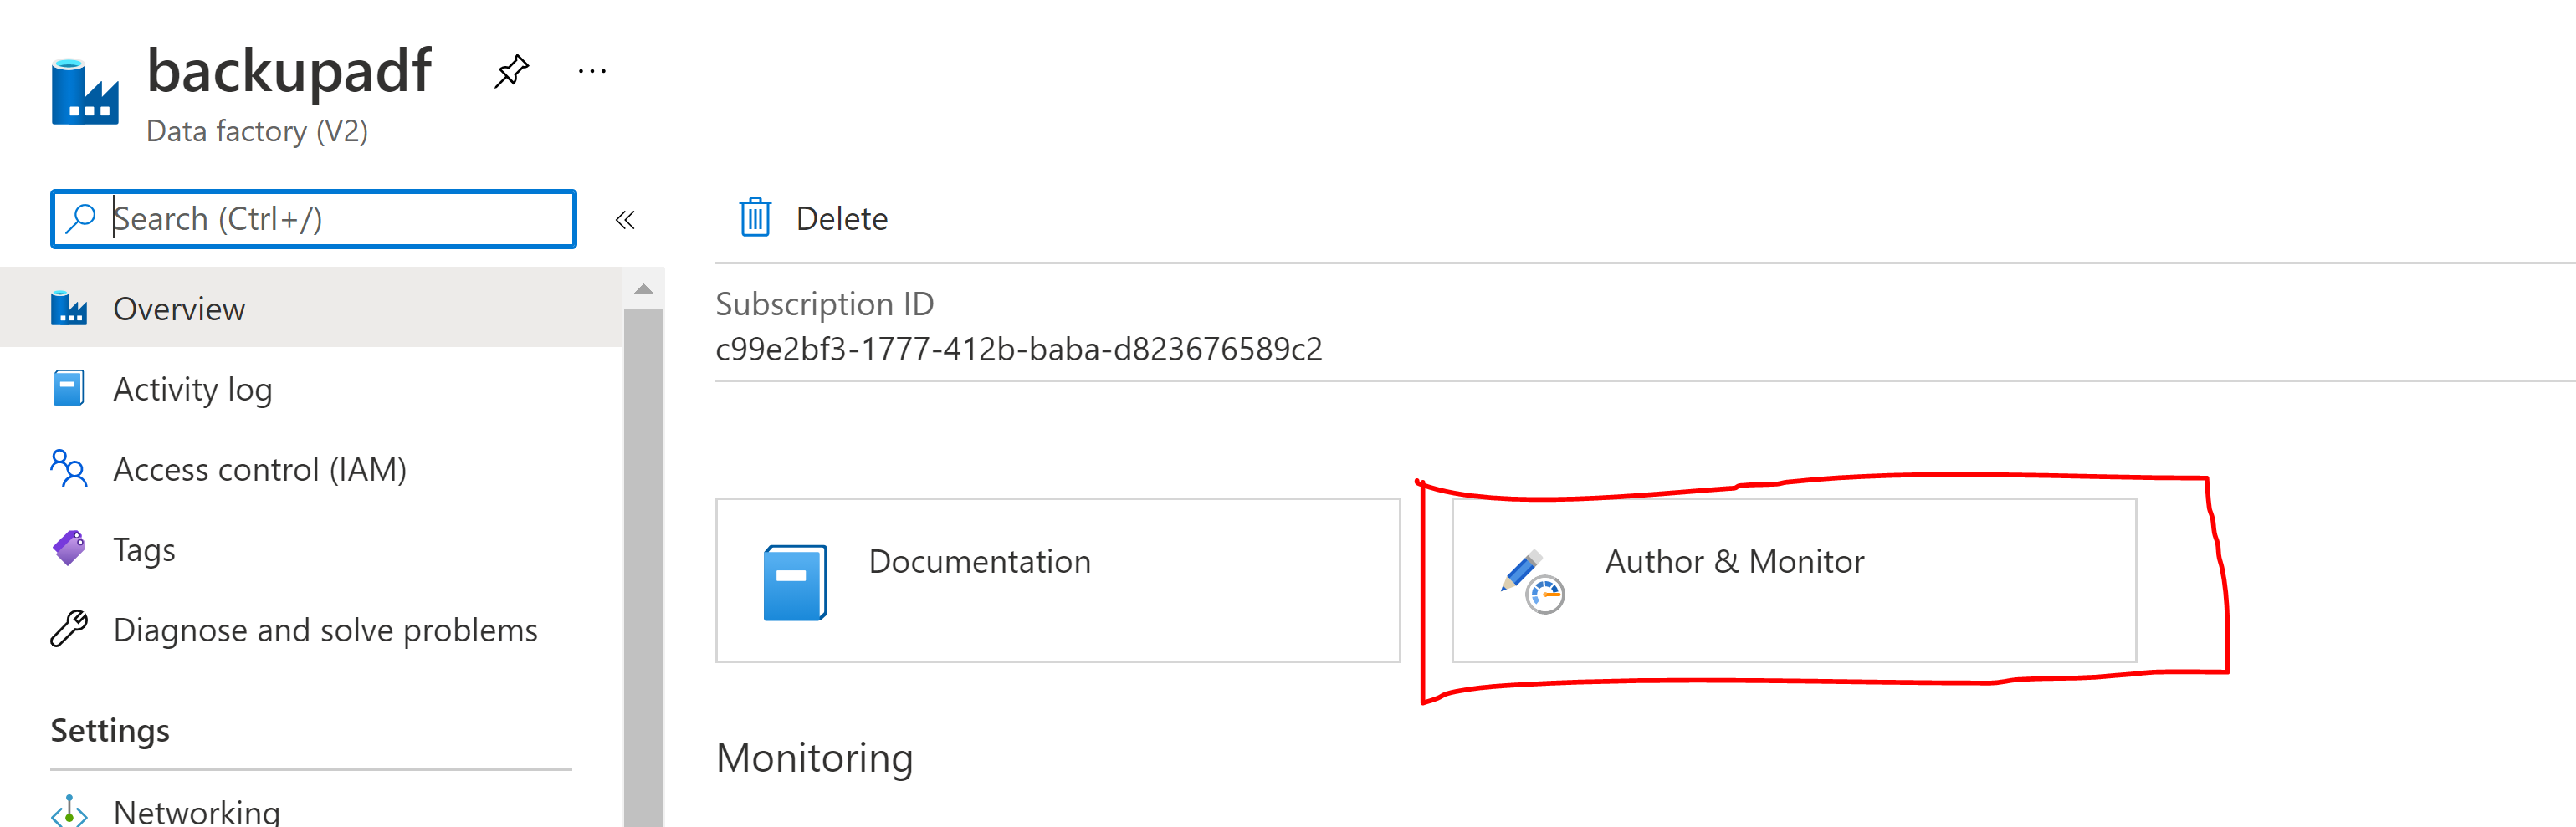 backupadf
Data factory (V2)
Search (Ctrl+/)
Overview
Activity log
Access control (IAM)
Tags
Diagnose and solve problems
Settings
Networking
Delete
Subscription ID
c99e2bf3-1777-412b-baba-d823676589c2
Documentation
Author & Monitor
Monitoring